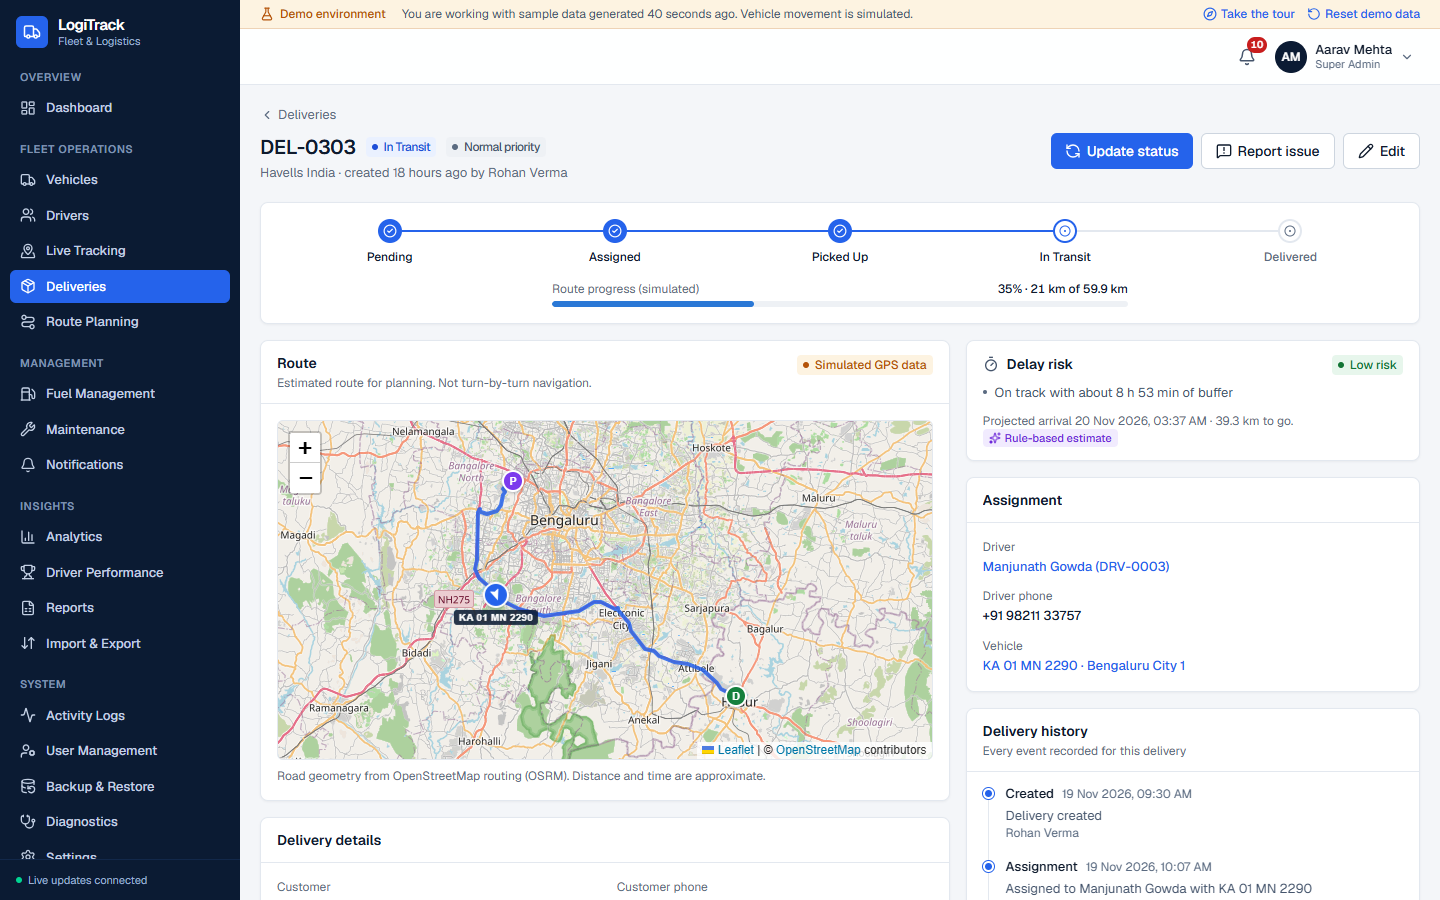 LogiTrack
Fleet & Logistics
OVERVIEW
Dashboard
FLEET OPERATIONS
Vehicles
Drivers
Live Tracking
Deliveries
Route Planning
MANAGEMENT
Fuel Management
Maintenance
Notifications
INSIGHTS
Analytics
Driver Performance
Reports
Import & Export
SYSTEM
Activity Logs
User Management
Backup & Restore
Diagnostics
Settings
Live updates connected
Demo environment You are working with sample data generated 40 seconds ago. Vehicle movement is simulated. Take the tour Reset demo data
10
AM
Aarav Mehta
Super Admin
Deliveries
DEL-0303 In Transit Normal priority
Havells India · created 18 hours ago by Rohan Verma
Update status Report issue Edit
Pending Assigned Picked Up In Transit Delivered
Route progress (simulated) 35% · 21 km of 59.9 km
Route
Simulated GPS data
Estimated route for planning. Not turn-by-turn navigation.
+
−
Nelamangala
Hoskote
Bangalore
North
P
taluku
Bangalore
East
Maluru
Bengaluru
Maluru
taluk
Magadi
NH275
Bangalore
KA 01 MN 2290
Electronic
City
Sarjapura
Bagalur
Bidadi
Jigani
Attibele
D
Ramanagara
Anekal
Shoolagiri
Harohalli
Leaflet | © OpenStreetMap contributors
Road geometry from OpenStreetMap routing (OSRM). Distance and time are approximate.
Delivery details
Customer Customer phone
Delay risk Low risk
• On track with about 8 h 53 min of buffer
Projected arrival 20 Nov 2026, 03:37 AM · 39.3 km to go.
Rule-based estimate
Assignment
Driver
Manjunath Gowda (DRV-0003)
Driver phone
+91 98211 33757
Vehicle
KA 01 MN 2290 · Bengaluru City 1
Delivery history
Every event recorded for this delivery
Created 19 Nov 2026, 09:30 AM
Delivery created
Rohan Verma
Assignment 19 Nov 2026, 10:07 AM
Assigned to Manjunath Gowda with KA 01 MN 2290